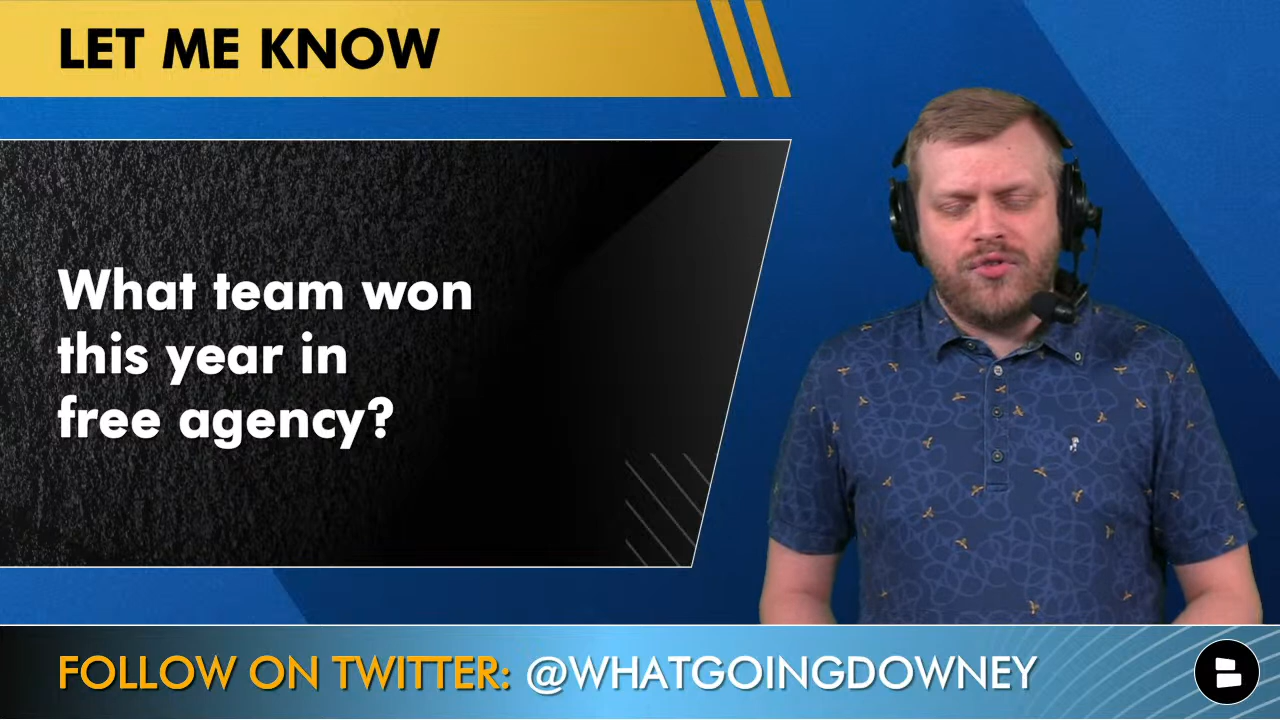 LET ME KNOW
What team won
this year in
free agency?
FOLLOW ON TWITTER: @WHATGOINGDOWNEY